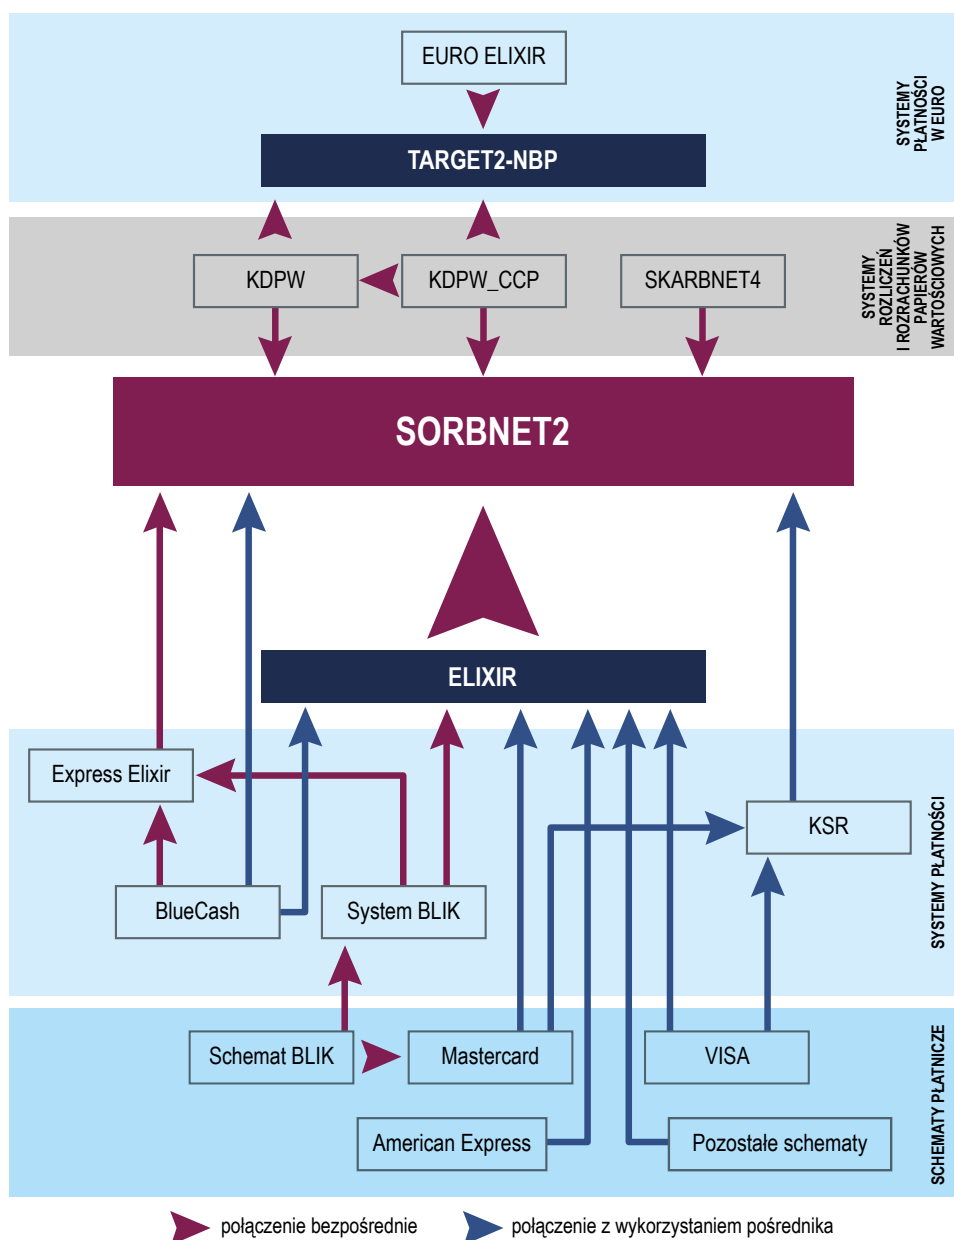 EURO ELIXIR
SYSTEMY
PŁATNOŚCI
W EURO
TARGET2-NBP
KDPW
KDPW_CCP
SKARBNET4
SYSTEMY
ROZLICZEŃ
I ROZRACHUNKÓW
PAPIERÓW
WARTOŚCIOWYCH
SORBNET2
ELIXIR
Express Elixir
KSR
BlueCash
System BLIK
SYSTEMY PŁATNOŚCI
Schemat BLIK
Mastercard
VISA
American Express
Pozostałe schematy
SCHEMATY PŁATNICZE
połączenie bezpośrednie
połączenie z wykorzystaniem pośrednika